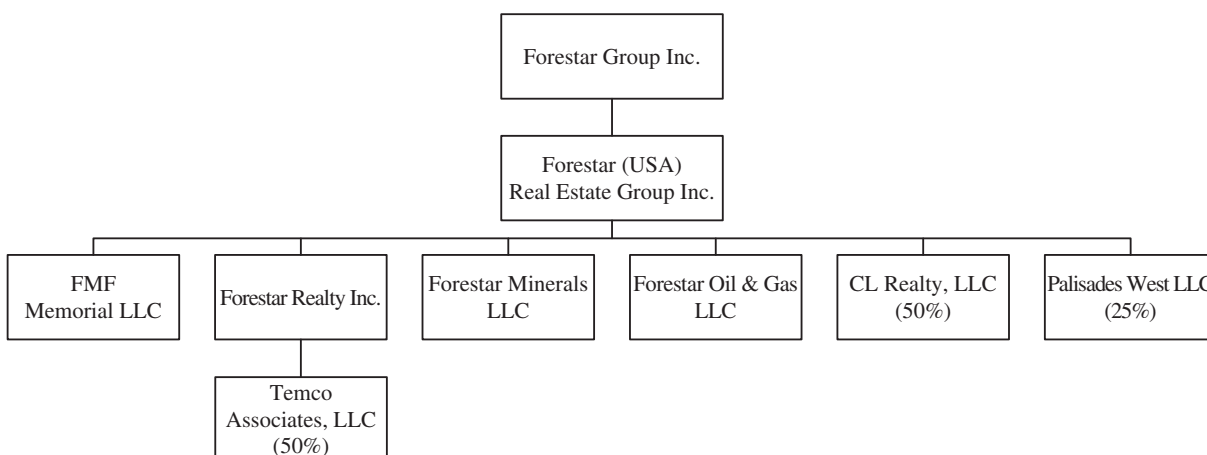 Forestar Group Inc.
Forestar (USA)
Real Estate Group Inc.
FMF
Memorial LLC
Forestar Realty Inc.
Forestar Minerals
LLC
Forestar Oil & Gas
LLC
CL Realty, LLC
(50%)
Palisades West LLC
(25%)
Temco
Associates, LLC
(50%)